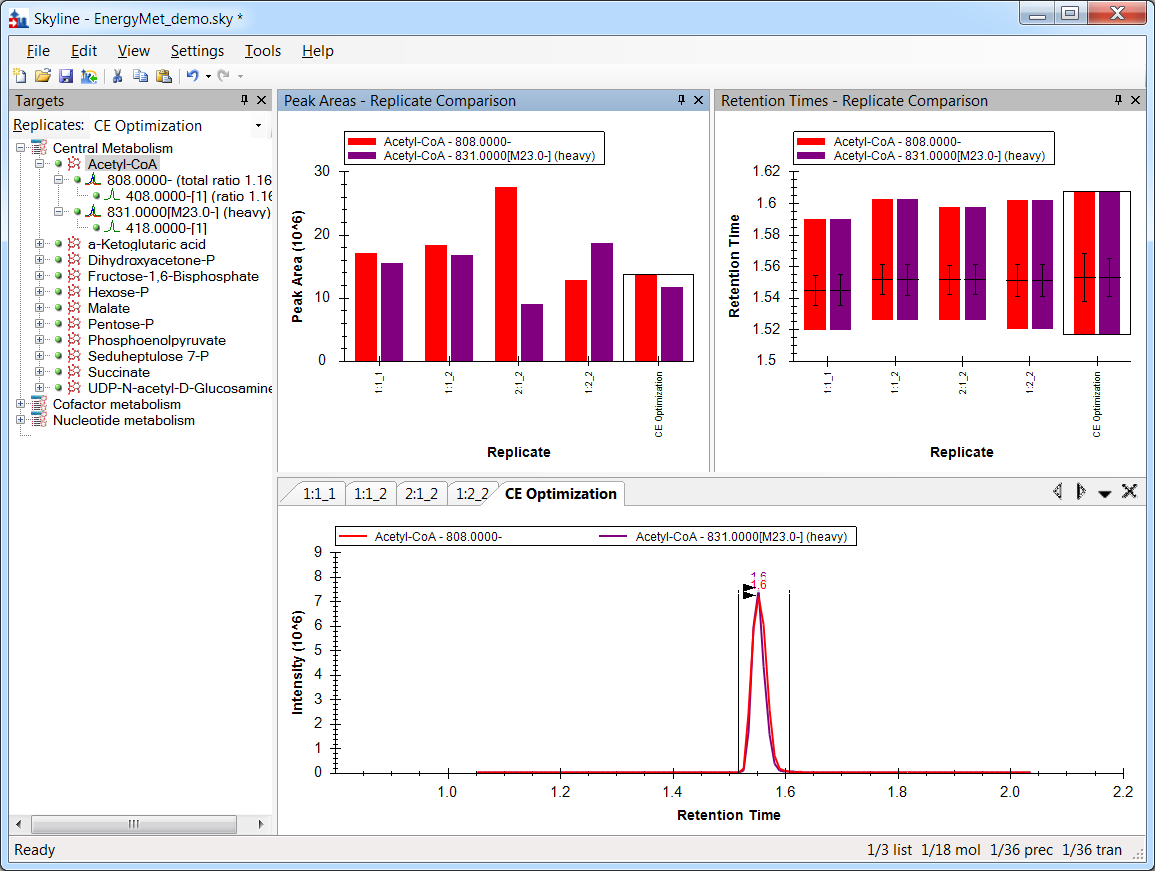 Skyline - EnergyMet_demo.sky *
File Edit View Settings Tools Help
Targets
Replicates: CE Optimization
Central Metabolism
Acetyl-CoA
808.0000- (total ratio 1.16
408.0000-[1] (ratio 1.16
831.0000[M23.0-] (heavy)
418.0000-[1]
a-Ketoglutaric acid
Dihydroxyacetone-P
Fructose-1,6-Bisphosphate
Hexose-P
Malate
Pentose-P
Phosphoenolpyruvate
Seduheptulose 7-P
Succinate
UDP-N-acetyl-D-Glucosamine
Cofactor metabolism
Nucleotide metabolism
Peak Areas - Replicate Comparison
Acetyl-CoA - 808.0000-
Acetyl-CoA - 831.0000[M23.0-] (heavy)
30
20
10
0
Peak Area (10^6)
1:1_1
1:1_2
2:1_2
1:2_2
CE Optimization
Replicate
Retention Times - Replicate Comparison
Acetyl-CoA - 808.0000-
Acetyl-CoA - 831.0000[M23.0-] (heavy)
1.62
1.6
1.58
1.56
1.54
1.52
1.5
Retention Time
1:1_1
1:1_2
2:1_2
1:2_2
CE Optimization
Replicate
1:1_1 1:1_2 2:1_2 1:2_2 CE Optimization
Acetyl-CoA - 808.0000- Acetyl-CoA - 831.0000[M23.0-] (heavy)
9
8
7
6
5
4
3
2
1
0
Intensity (10^6)
1.6
1.6
1.0 1.2 1.4 1.6 1.8 2.0 2.2
Retention Time
Ready
1/3 list 1/18 mol 1/36 prec 1/36 tran